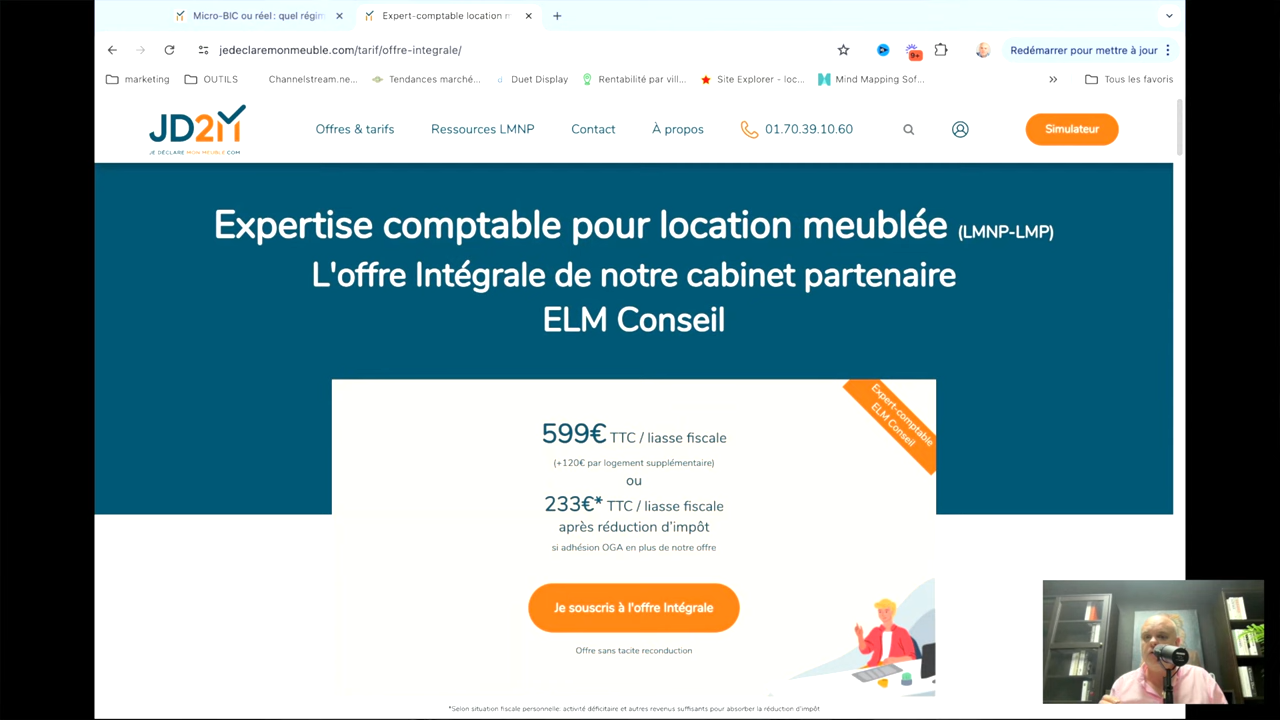 Micro-BIC ou réel : quel régim
Expert-comptable location m
jedeclaremonmeuble.com/tarif/offre-integrale/
9+
Redémarrer pour mettre à jour
marketing
OUTILS
Channelstream.ne...
Tendances marché...
Duet Display
Rentabilité par vill...
Site Explorer - loc...
Mind Mapping Sof...
Tous les favoris
JD2M
JE DÉCLARE MON MEUBLE.COM
Offres & tarifs
Ressources LMNP
Contact
À propos
01.70.39.10.60
Simulateur
Expertise comptable pour location meublée (LMNP-LMP)
L'offre Intégrale de notre cabinet partenaire
ELM Conseil
Expert-comptable
ELM Conseil
599€ TTC / liasse fiscale
(+120€ par logement supplémentaire)
ou
233€* TTC / liasse fiscale
après réduction d'impôt
si adhésion OGA en plus de notre offre
Je souscris à l'offre Intégrale
Offre sans tacite reconduction
*Selon situation fiscale personnelle: activité déficitaire et autres revenus suffisants pour absorber la réduction d'impôt